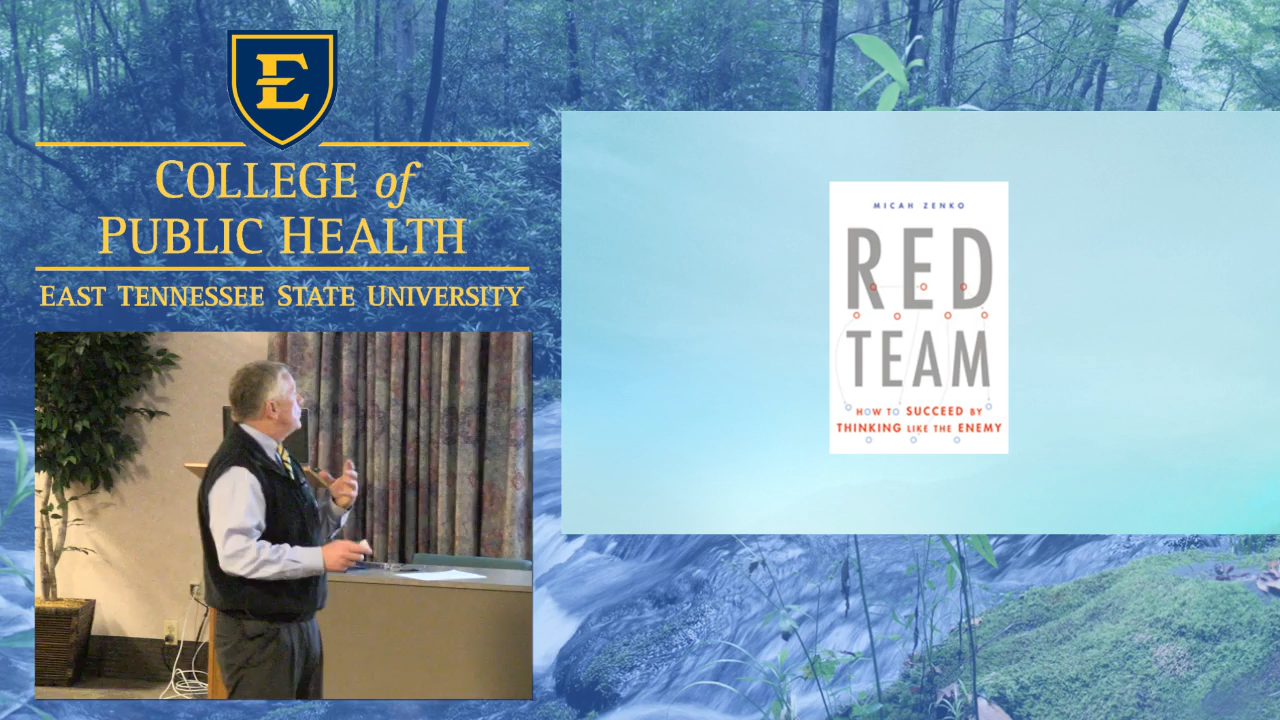 E
COLLEGE of
PUBLIC HEALTH
EAST TENNESSEE STATE UNIVERSITY
MICAH ZENKO
RED
TEAM
HOW TO SUCCEED BY
THINKING LIKE THE ENEMY